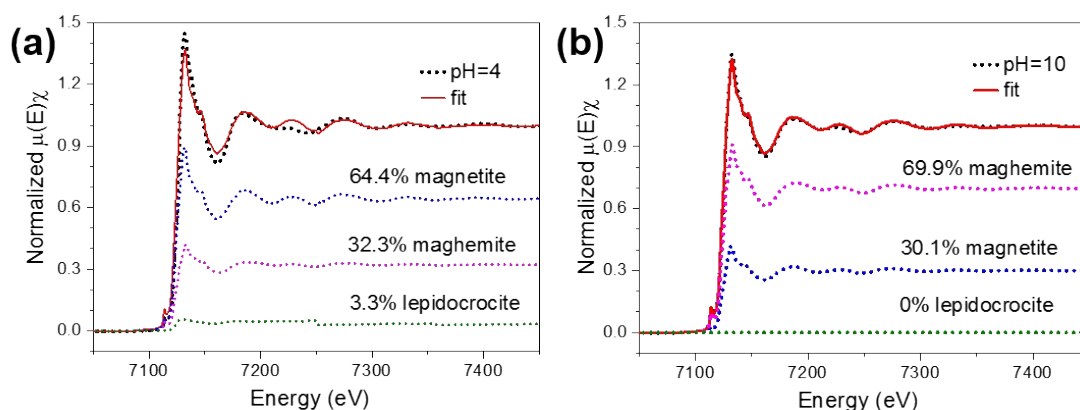 (a)
1.5
1.2
0.9
0.6
0.3
0.0
Normalized μ(E)χ
pH=4
fit
64.4% magnetite
32.3% maghemite
3.3% lepidocrocite
7100
7200
7300
7400
Energy (eV)
(b)
1.5
1.2
0.9
0.6
0.3
0.0
Normalized μ(E)χ
pH=10
fit
69.9% maghemite
30.1% magnetite
0% lepidocrocite
7100
7200
7300
7400
Energy (eV)